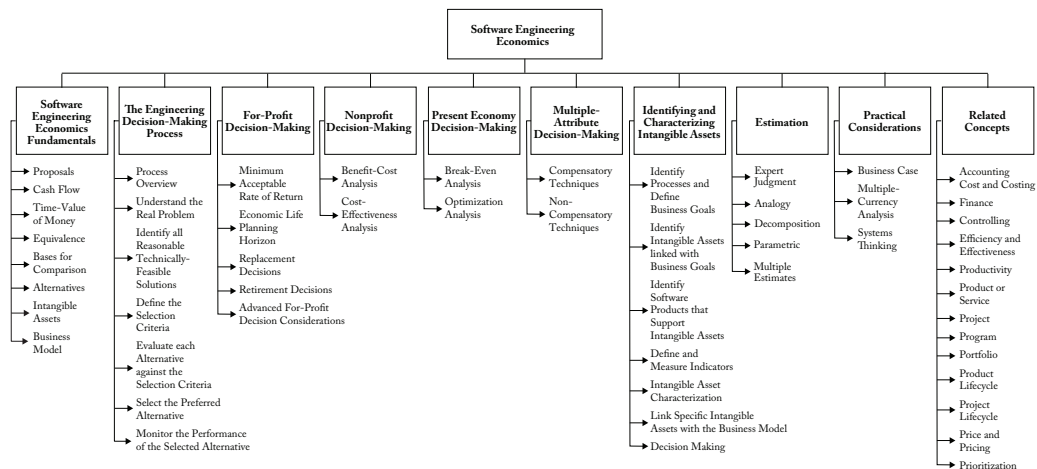 Software Engineering
Economics
Software
Engineering
Economics
Fundamentals
Proposals
Cash Flow
Time-Value
of Money
Equivalence
Bases for
Comparison
Alternatives
Intangible
Assets
Business
Model
The Engineering
Decision-Making
Process
Process
Overview
Understand the
Real Problem
Identify all
Reasonable
Technically-
Feasible
Solutions
Define the
Selection
Criteria
Evaluate each
Alternative
against the
Selection Criteria
Select the Preferred
Alternative
Monitor the Performance
of the Selected Alternative
For-Profit
Decision-Making
Minimum
Acceptable
Rate of Return
Economic Life
Planning
Horizon
Replacement
Decisions
Retirement Decisions
Advanced For-Profit
Decision Considerations
Nonprofit
Decision-Making
Benefit-Cost
Analysis
Cost-
Effectiveness
Analysis
Present Economy
Decision-Making
Break-Even
Analysis
Optimization
Analysis
Multiple-
Attribute
Decision-Making
Compensatory
Techniques
Non-
Compensatory
Techniques
Identifying and
Characterizing
Intangible Assets
Identify
Processes and
Define
Business Goals
Identify
Intangible Assets
linked with
Business Goals
Identify
Software
Products that
Support
Intangible Assets
Define and
Measure Indicators
Intangible Asset
Characterization
Link Specific Intangible
Assets with the Business Model
Decision Making
Estimation
Expert
Judgment
Analogy
Decomposition
Parametric
Multiple
Estimates
Practical
Considerations
Business Case
Multiple-
Currency
Analysis
Systems
Thinking
Related
Concepts
Accounting
Cost and Costing
Finance
Controlling
Efficiency and
Effectiveness
Productivity
Product or
Service
Project
Program
Portfolio
Product
Lifecycle
Project
Lifecycle
Price and
Pricing
Prioritization